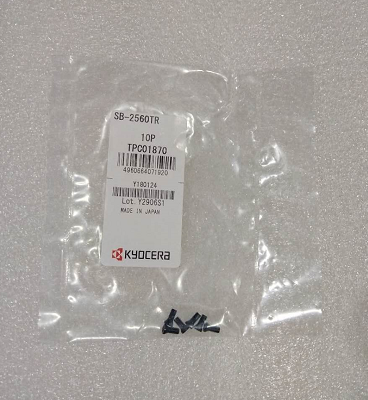 SB-2560TR
10P
TPC01870
4960664071920
Y180124
Lot Y2906S1
MADE IN JAPAN
KYOCERA